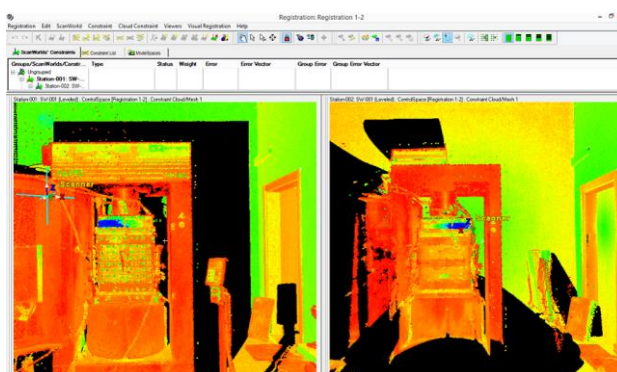 Registration: Registration 1-2
Registration Edit ScanWorld Constraint Cloud Constraint Viewers Visual Registration Help
ScanWorlds' Constraints Constraint List ModelSpaces
Groups/ScanWorlds/Constr... Type Status Weight Error Error Vector Group Error Group Error Vector
Ungrouped
Station-001: SW-...
Station-002: SW-...
Station-001: SW-001 (Leveled) : ControlSpace [Registration 1-2] : Constraint Cloud/Mesh 1
Station-002: SW-001 (Leveled) : ControlSpace [Registration 1-2] : Constraint Cloud/Mesh 1
Scanner
Scanner